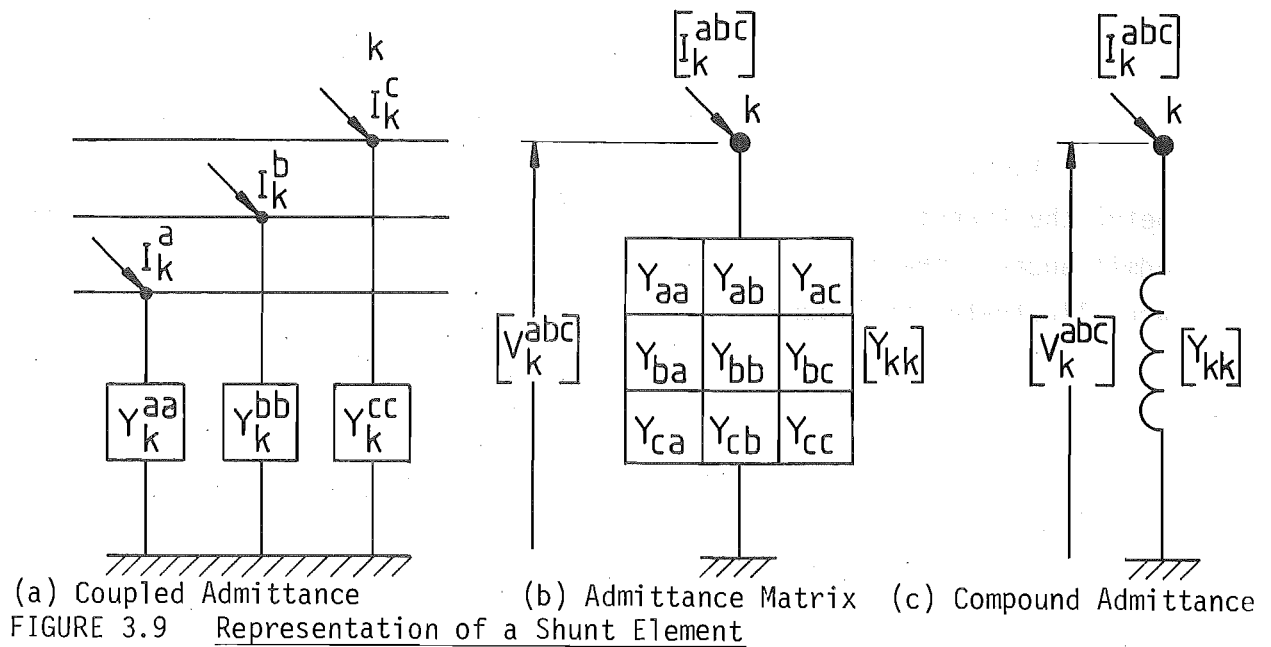 k
I_k^c
I_k^b
I_k^a
Y_k^aa Y_k^bb Y_k^cc
[I_k^abc]
k
[V_k^abc]
Y_aa Y_ab Y_ac
Y_ba Y_bb Y_bc
Y_ca Y_cb Y_cc
[Y_kk]
[I_k^abc]
k
[V_k^abc]
[Y_kk]
(a) Coupled Admittance (b) Admittance Matrix (c) Compound Admittance
FIGURE 3.9 Representation of a Shunt Element